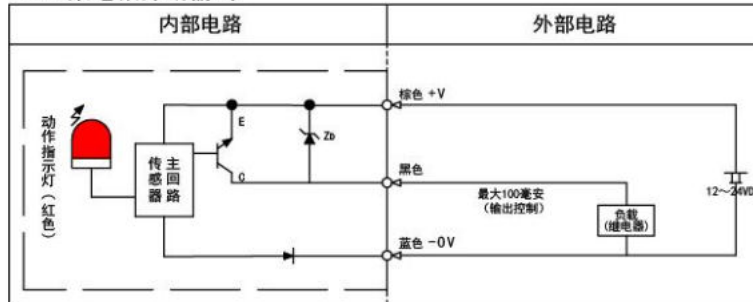 内部电路
外部电路
动作指示灯（红色）
传感器
主回路
E
C
ZD
棕色 +V
黑色
最大100毫安
（输出控制）
蓝色 -0V
负载
(继电器)
12～24VD